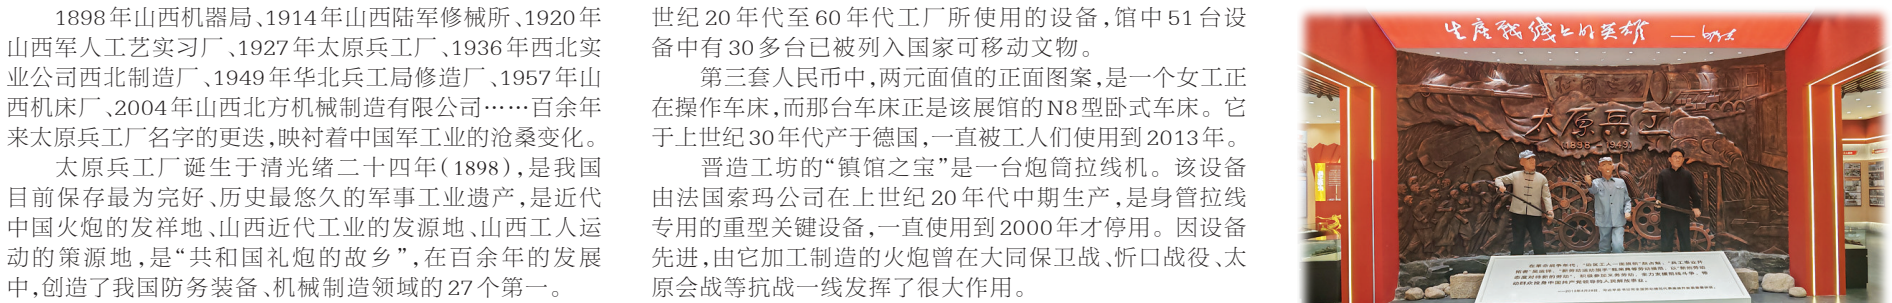 1898年山西机器局、1914年山西陆军修械所、1920年
山西军人工艺实习厂、1927年太原兵工厂、1936年西北实
业公司西北制造厂、1949年华北兵工局修造厂、1957年山
西机床厂、2004年山西北方机械制造有限公司……百余年
来太原兵工厂名字的更迭,映衬着中国军工业的沧桑变化。
太原兵工厂诞生于清光绪二十四年(1898),是我国
目前保存最为完好、历史最悠久的军事工业遗产,是近代
中国火炮的发祥地、山西近代工业的发源地、山西工人运
动的策源地,是“共和国礼炮的故乡”,在百余年的发展
中,创造了我国防务装备、机械制造领域的27个第一。
世纪20年代至60年代工厂所使用的设备,馆中51台设
备中有30多台已被列入国家可移动文物。
第三套人民币中,两元面值的正面图案,是一个女工正
在操作车床,而那台车床正是该展馆的N8型卧式车床。它
于上世纪30年代产于德国,一直被工人们使用到2013年。
晋造工坊的“镇馆之宝”是一台炮筒拉线机。该设备
由法国索玛公司在上世纪20年代中期生产,是身管拉线
专用的重型关键设备,一直使用到2000年才停用。因设备
先进,由它加工制造的火炮曾在大同保卫战、忻口战役、太
原会战等抗战一线发挥了很大作用。
生产战线上的英雄
太原兵工
(1898-1949)